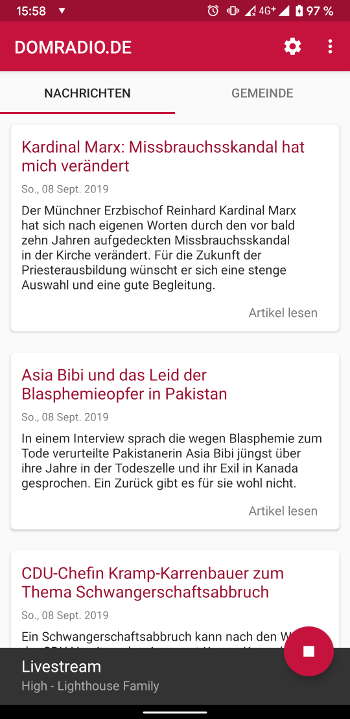 15:58
4G+
97 %
DOMRADIO.DE
NACHRICHTEN
GEMEINDE
Kardinal Marx: Missbrauchsskandal hat
mich verändert
So., 08 Sept. 2019
Der Münchner Erzbischof Reinhard Kardinal Marx
hat sich nach eigenen Worten durch den vor bald
zehn Jahren aufgedeckten Missbrauchsskandal
in der Kirche verändert. Für die Zukunft der
Priesterausbildung wünscht er sich eine stenge
Auswahl und eine gute Begleitung.
Artikel lesen
Asia Bibi und das Leid der
Blasphemieopfer in Pakistan
So., 08 Sept. 2019
In einem Interview sprach die wegen Blasphemie zum
Tode verurteilte Pakistanerin Asia Bibi jüngst über
ihre Jahre in der Todeszelle und ihr Exil in Kanada
gesprochen. Ein Zurück gibt es für sie wohl nicht.
Artikel lesen
CDU-Chefin Kramp-Karrenbauer zum
Thema Schwangerschaftsabbruch
So., 08 Sept. 2019
Ein Schwangerschaftsabbruch kann nach den
Livestream
High - Lighthouse Family